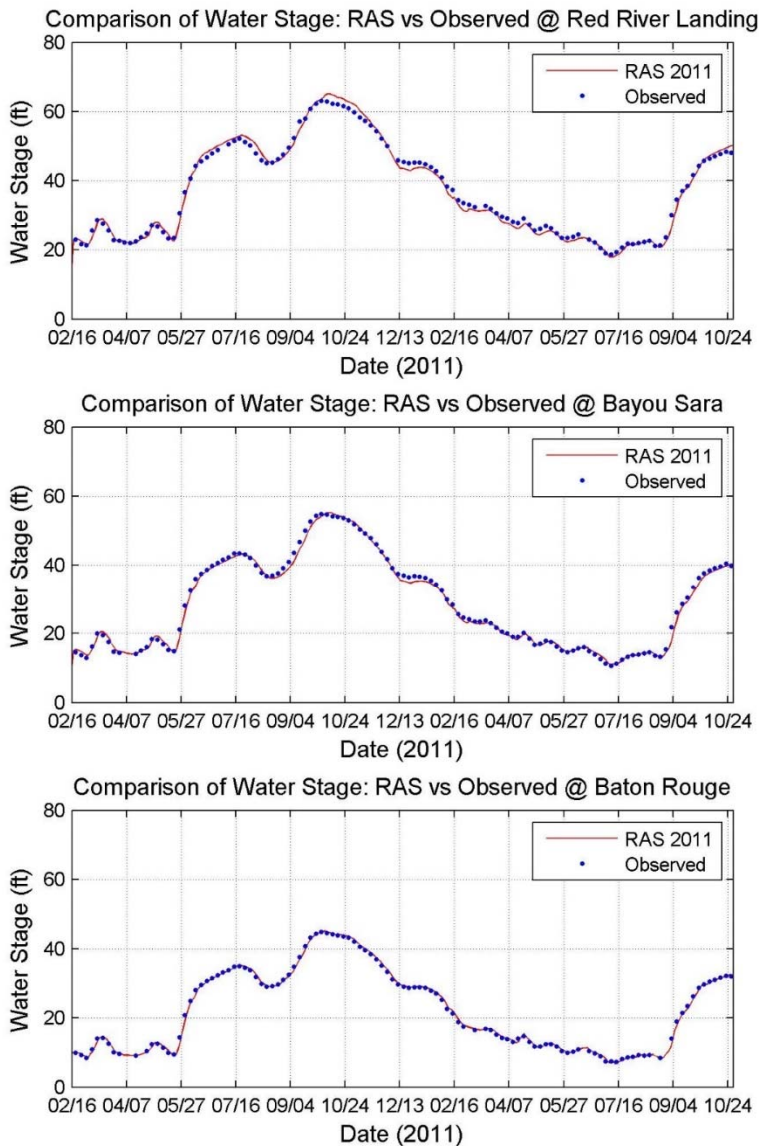 Comparison of Water Stage: RAS vs Observed @ Red River Landing
80
60
40
20
0
Water Stage (ft)
RAS 2011
Observed
02/16 04/07 05/27 07/16 09/04 10/24 12/13 02/16 04/07 05/27 07/16 09/04 10/24
Date (2011)
Comparison of Water Stage: RAS vs Observed @ Bayou Sara
80
60
40
20
0
Water Stage (ft)
RAS 2011
Observed
02/16 04/07 05/27 07/16 09/04 10/24 12/13 02/16 04/07 05/27 07/16 09/04 10/24
Date (2011)
Comparison of Water Stage: RAS vs Observed @ Baton Rouge
80
60
40
20
0
Water Stage (ft)
RAS 2011
Observed
02/16 04/07 05/27 07/16 09/04 10/24 12/13 02/16 04/07 05/27 07/16 09/04 10/24
Date (2011)